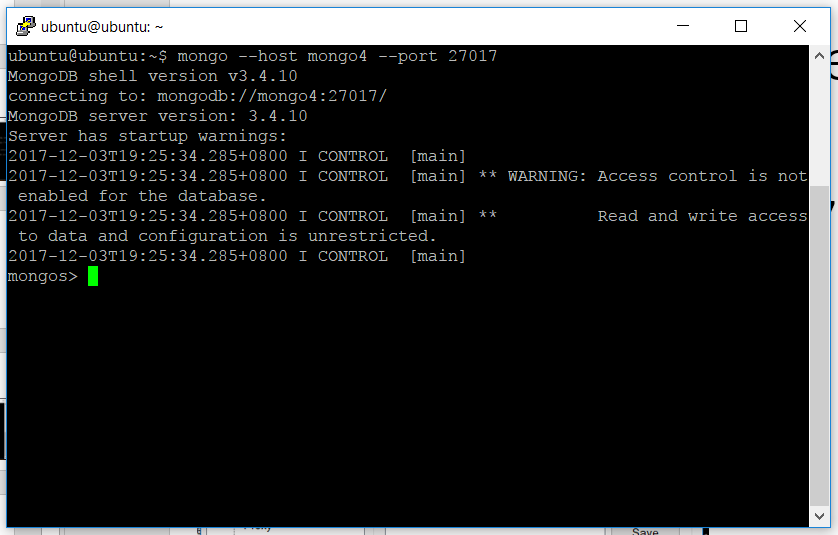 ubuntu@ubuntu: ~
ubuntu@ubuntu:~$ mongo --host mongo4 --port 27017
MongoDB shell version v3.4.10
connecting to: mongodb://mongo4:27017/
MongoDB server version: 3.4.10
Server has startup warnings:
2017-12-03T19:25:34.285+0800 I CONTROL  [main]
2017-12-03T19:25:34.285+0800 I CONTROL  [main] ** WARNING: Access control is not
 enabled for the database.
2017-12-03T19:25:34.285+0800 I CONTROL  [main] **          Read and write access
 to data and configuration is unrestricted.
2017-12-03T19:25:34.285+0800 I CONTROL  [main]
mongos>
Save